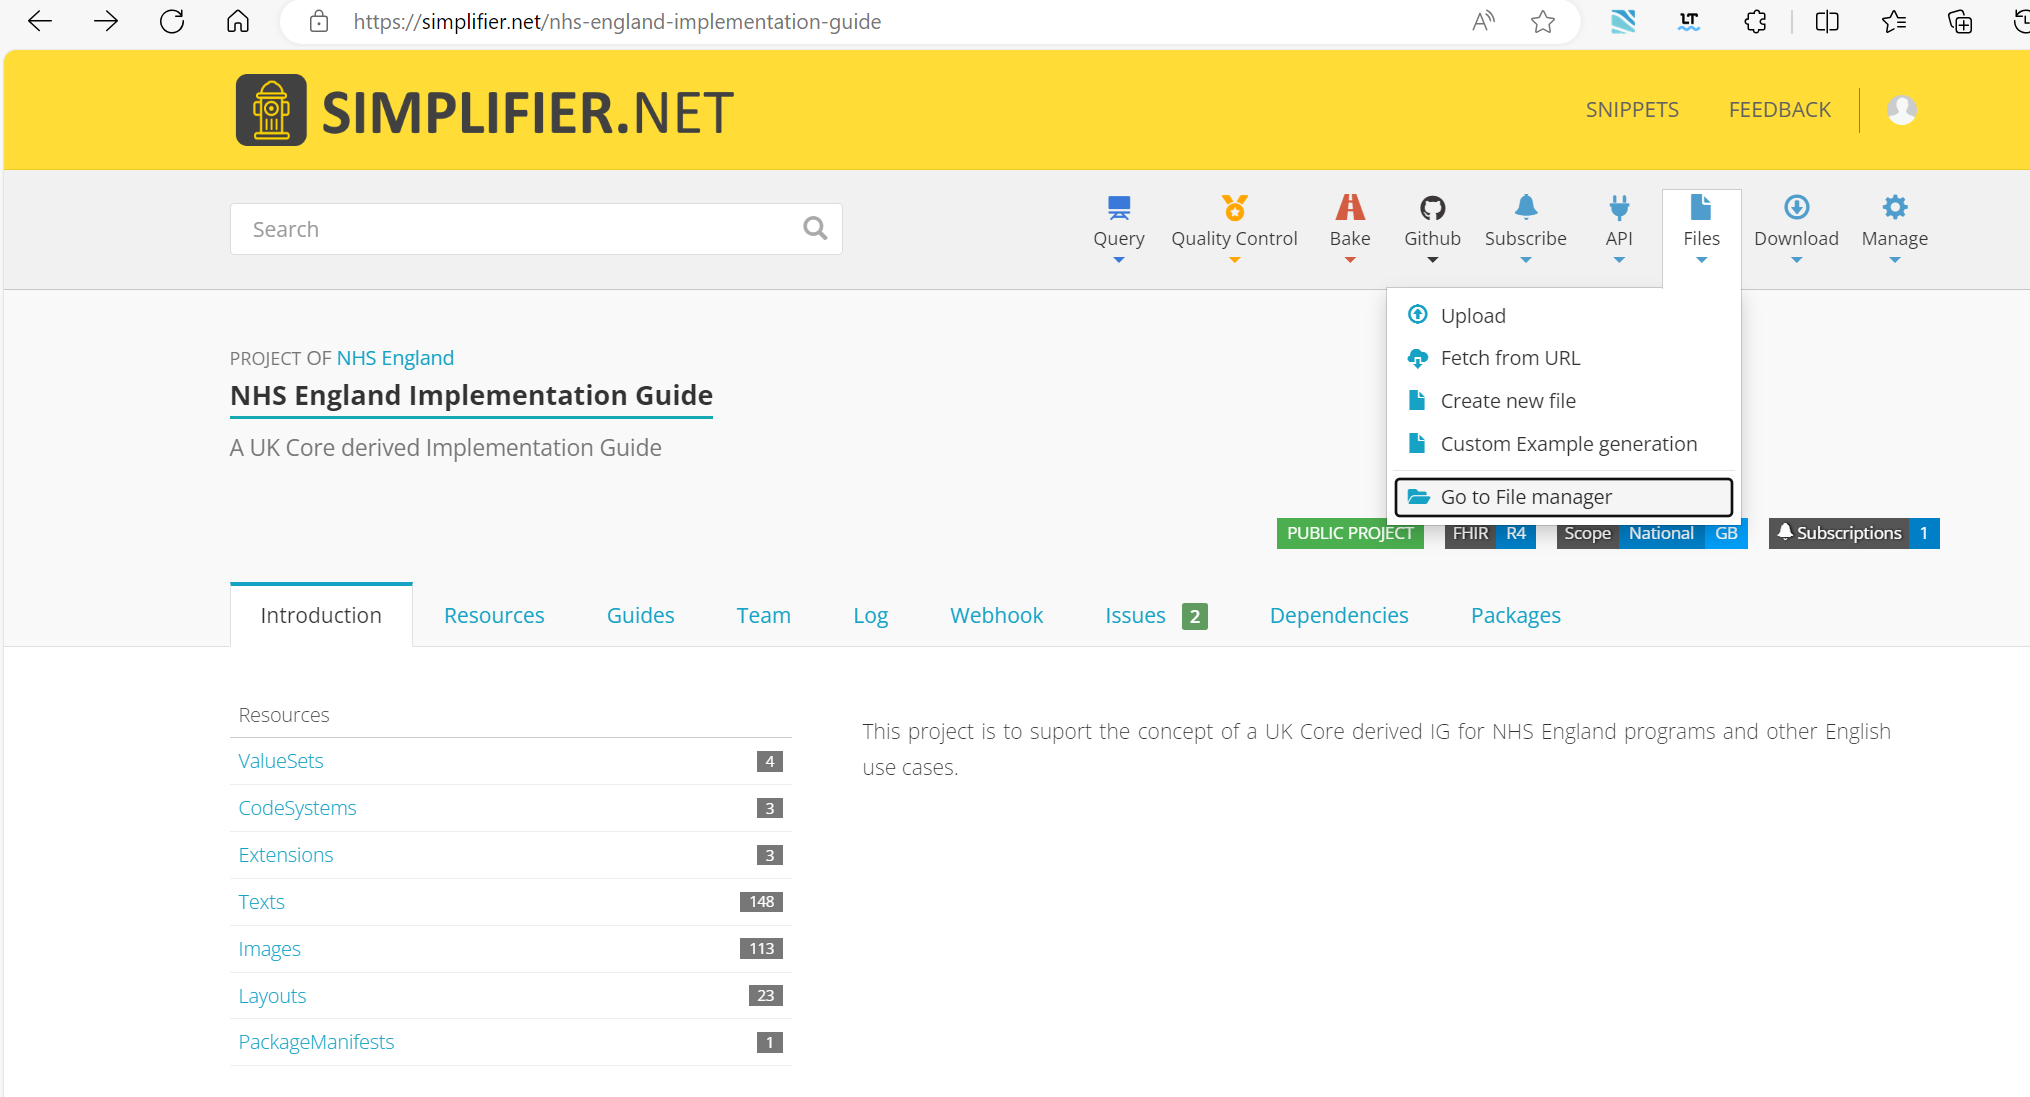 https://simplifier.net/nhs-england-implementation-guide
A))
LT
SIMPLIFIER.NET
SNIPPETS FEEDBACK
Search
Query Quality Control Bake Github Subscribe API Files Download Manage
Upload
Fetch from URL
Create new file
Custom Example generation
Go to File manager
PROJECT OF NHS England
NHS England Implementation Guide
A UK Core derived Implementation Guide
PUBLIC PROJECT FHIR R4 Scope National GB Subscriptions 1
Introduction Resources Guides Team Log Webhook Issues 2 Dependencies Packages
Resources
ValueSets 4
CodeSystems 3
Extensions 3
Texts 148
Images 113
Layouts 23
PackageManifests 1
This project is to suport the concept of a UK Core derived IG for NHS England programs and other English
use cases.